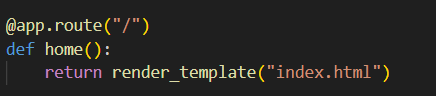 @app.route("/")
def home():
    return render_template("index.html")